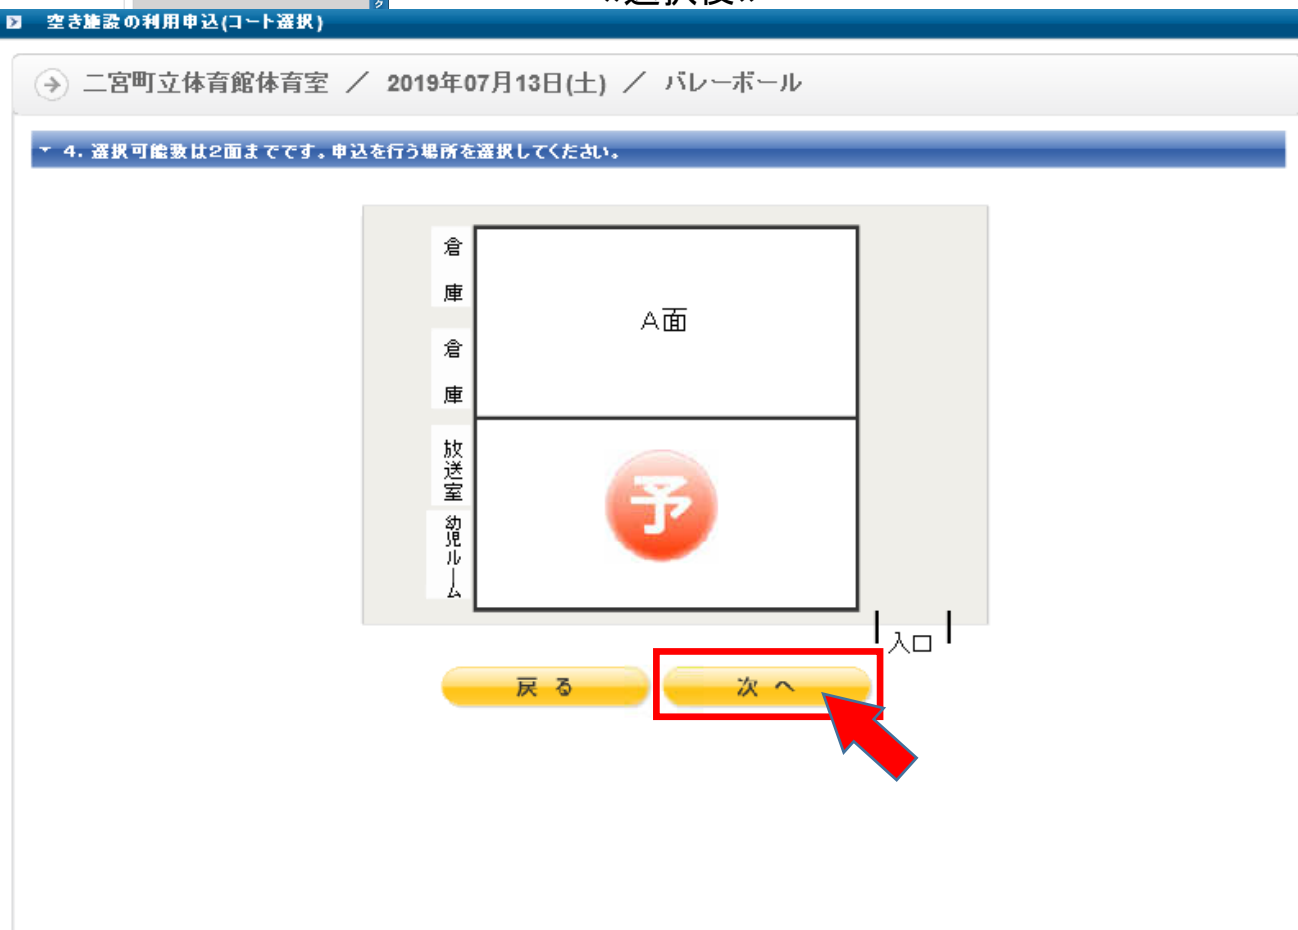 ≪選択後≫
空き施設の利用申込(コート選択)
二宮町立体育館体育室 ／ 2019年07月13日(土) ／ バレーボール
4. 選択可能数は2面までです。申込を行う場所を選択してください。
倉庫
A面
倉庫
放送室
予
幼児ルーム
入口
戻る
次へ